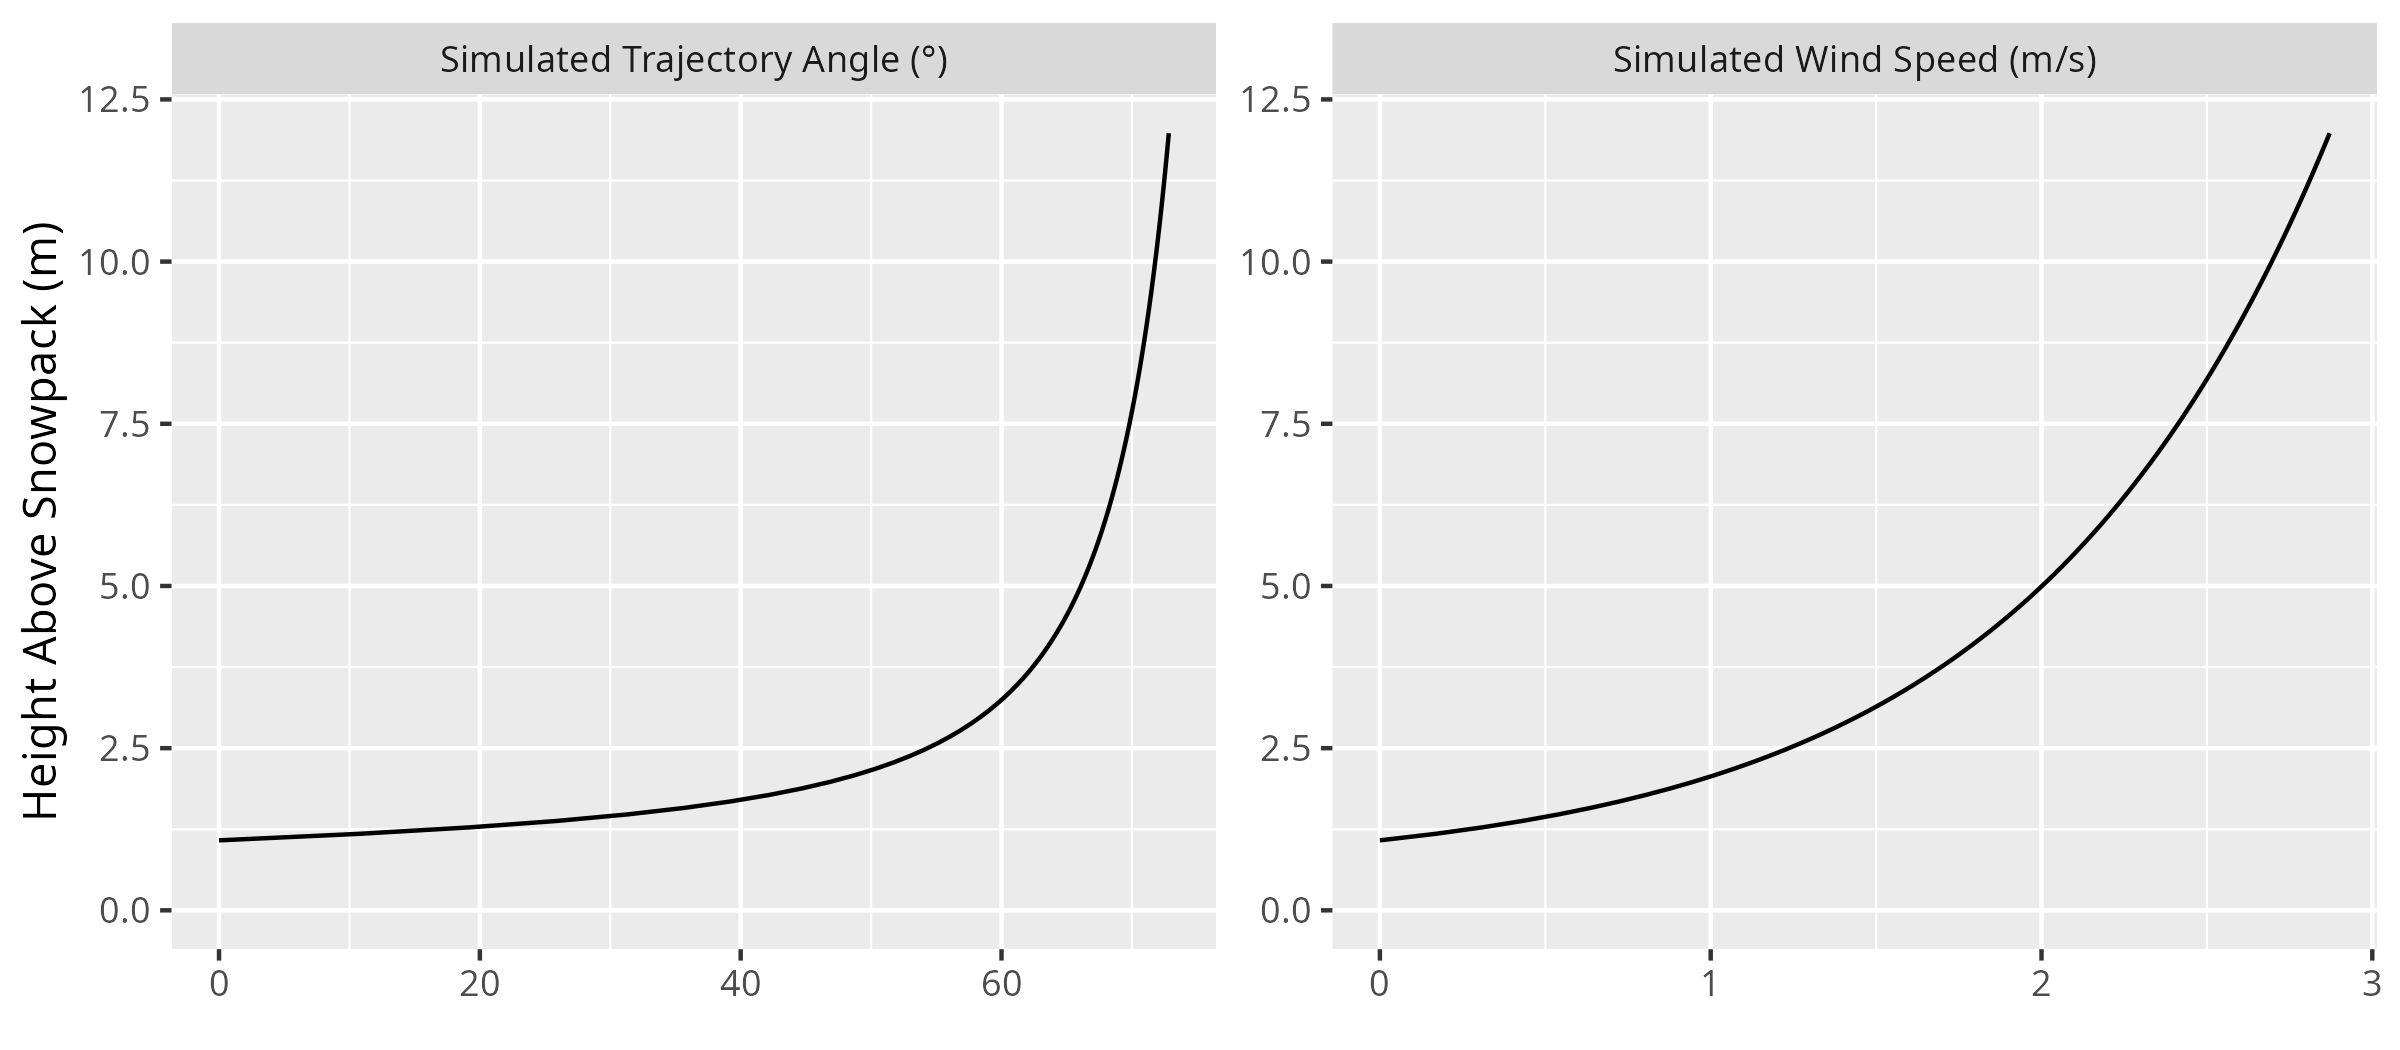 Simulated Trajectory Angle (°)
Simulated Wind Speed (m/s)
Height Above Snowpack (m)
12.5
10.0
7.5
5.0
2.5
0.0
0 20 40 60
12.5
10.0
7.5
5.0
2.5
0.0
0 1 2 3